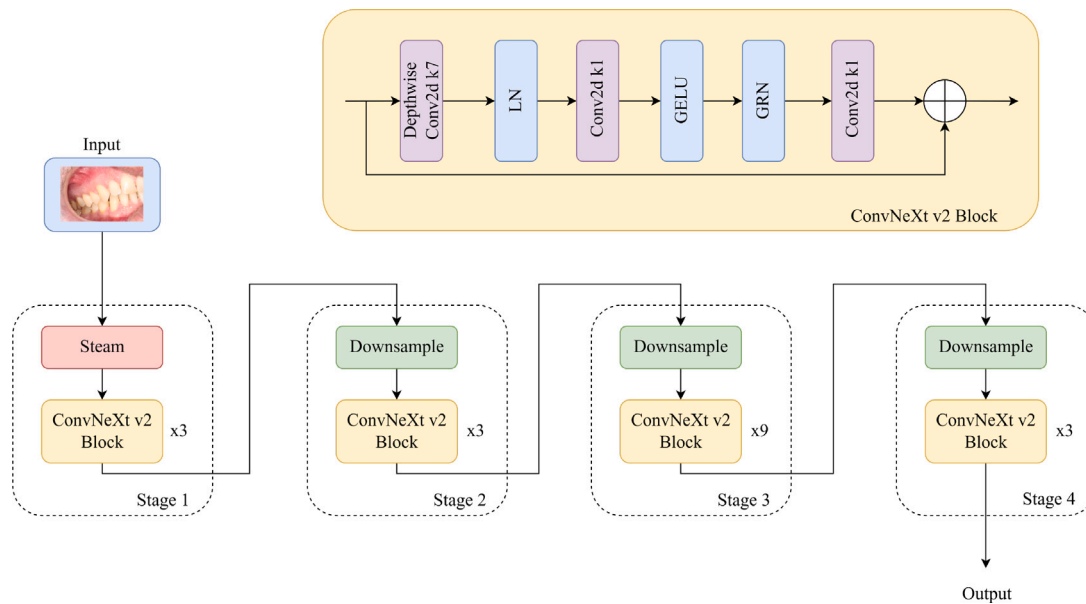 Depthwise
Conv2d k7
LN
Conv2d k1
GELU
GRN
Conv2d k1
ConvNeXt v2 Block
Input
Steam
ConvNeXt v2
Block
x3
Stage 1
Downsample
ConvNeXt v2
Block
x3
Stage 2
Downsample
ConvNeXt v2
Block
x9
Stage 3
Downsample
ConvNeXt v2
Block
x3
Stage 4
Output